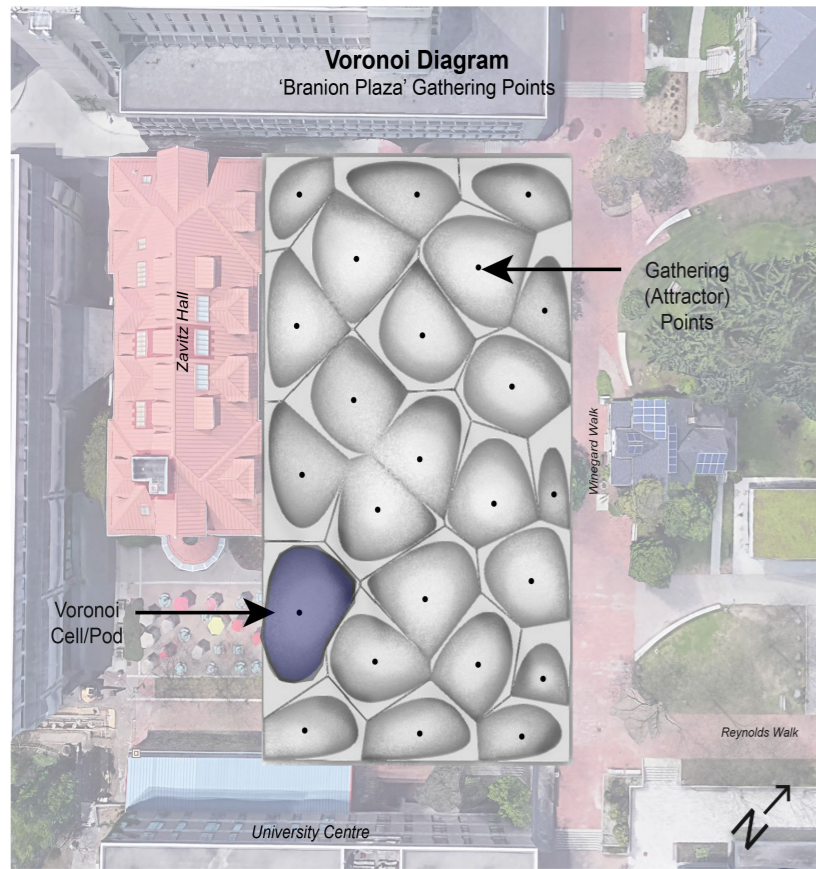 Voronoi Diagram
‘Branion Plaza’ Gathering Points
Zavitz Hall
Gathering
(Attractor)
Points
Winegard Walk
Voronoi
Cell/Pod
Reynolds Walk
University Centre
N